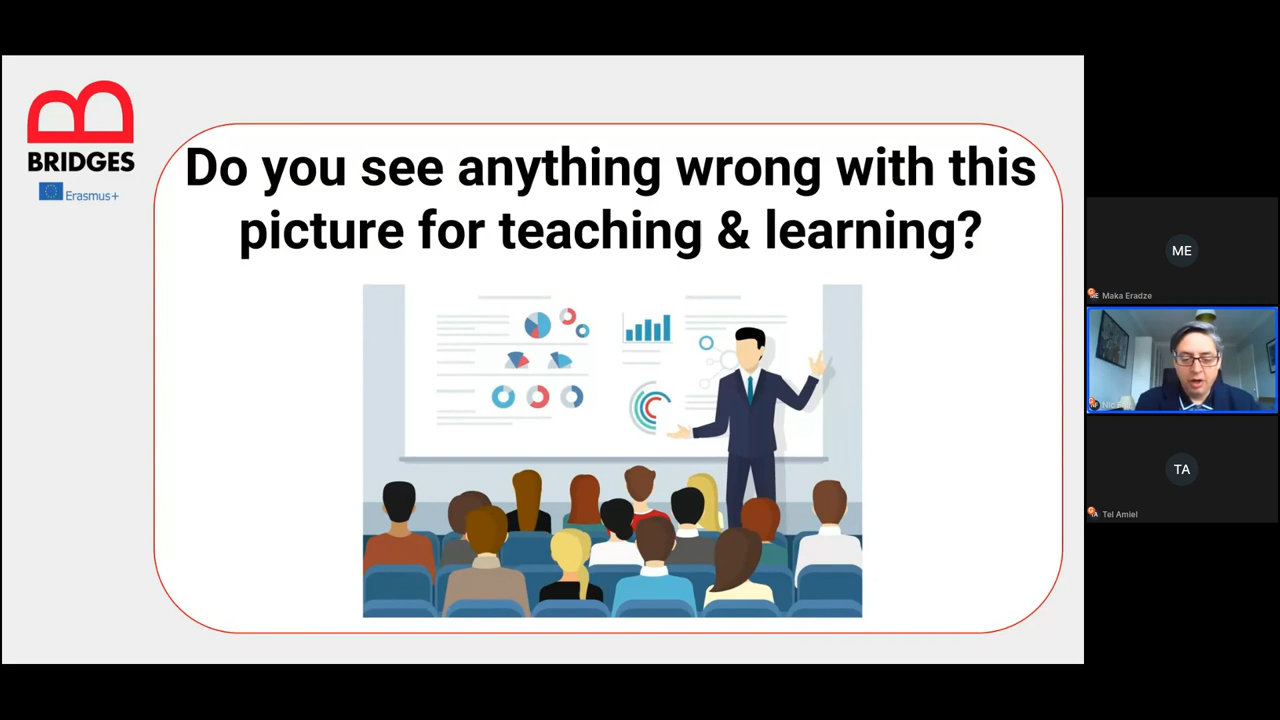 BRIDGES
Erasmus+
Do you see anything wrong with this
picture for teaching & learning?
ME
Maka Eradze
TA
Tel Amiel